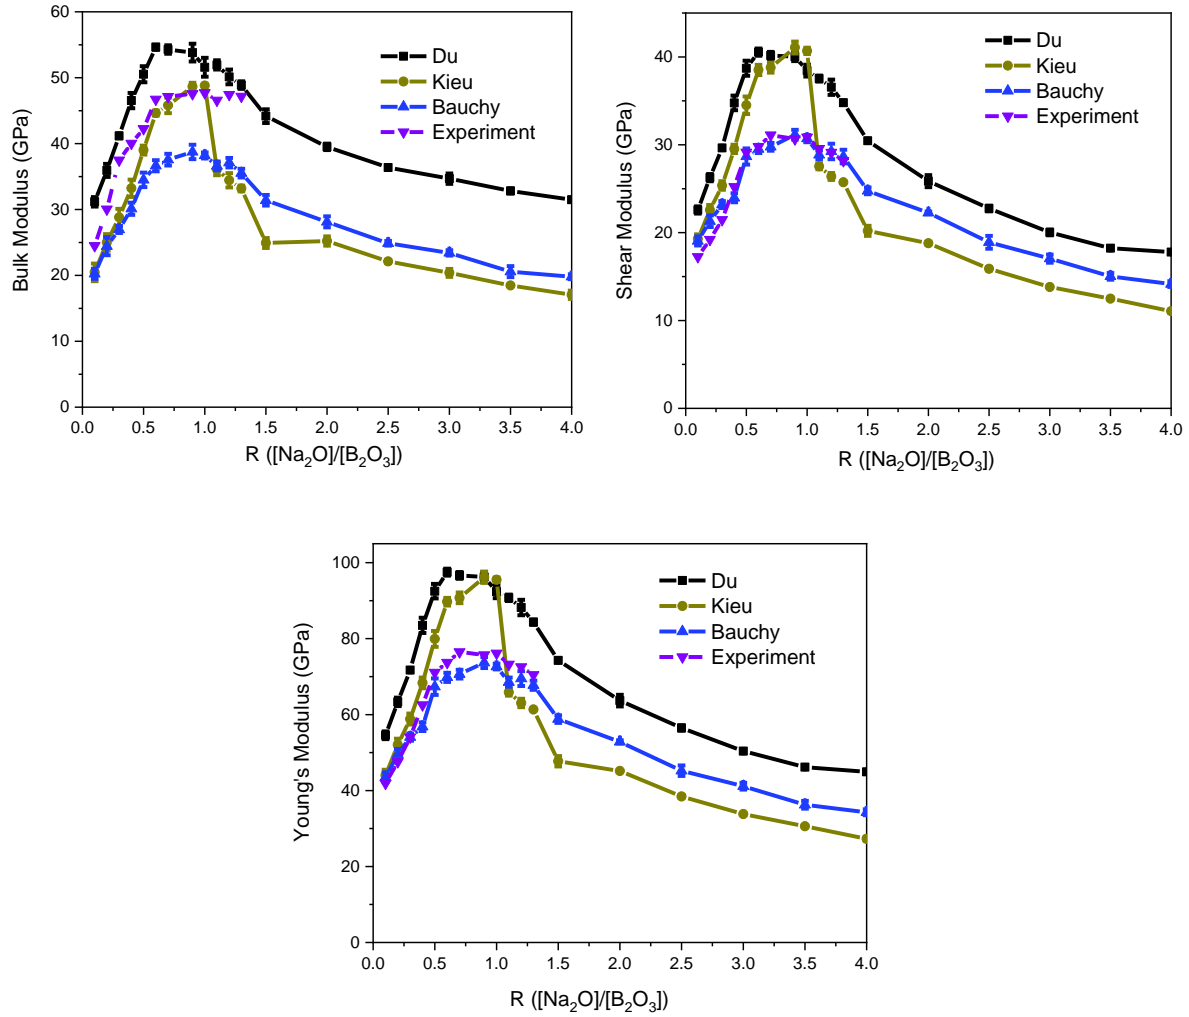 60
50
40
30
20
10
0
Bulk Modulus (GPa)
Du
Kieu
Bauchy
Experiment
0.0 0.5 1.0 1.5 2.0 2.5 3.0 3.5 4.0
R ([Na₂O]/[B₂O₃])
40
30
20
10
0
Shear Modulus (GPa)
Du
Kieu
Bauchy
Experiment
0.0 0.5 1.0 1.5 2.0 2.5 3.0 3.5 4.0
R ([Na₂O]/[B₂O₃])
100
80
60
40
20
0
Young's Modulus (GPa)
Du
Kieu
Bauchy
Experiment
0.0 0.5 1.0 1.5 2.0 2.5 3.0 3.5 4.0
R ([Na₂O]/[B₂O₃])